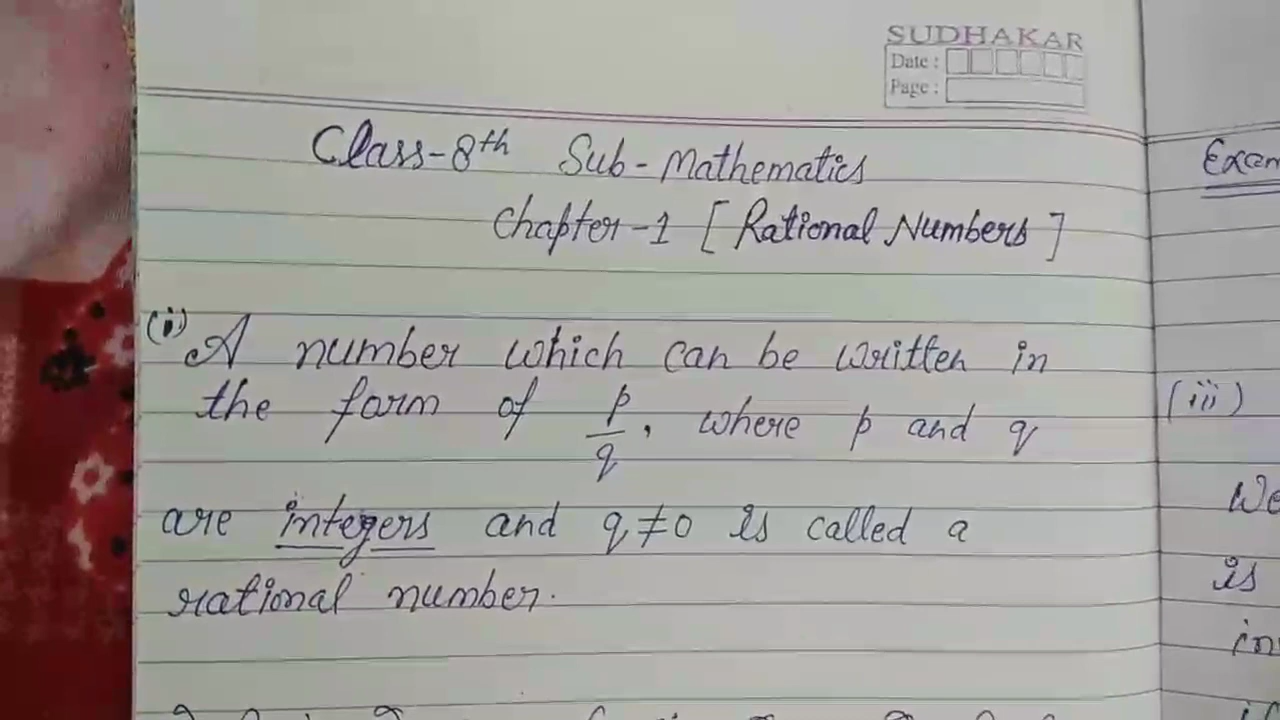 SUDHAKAR
Date :
Page :
Class-8th Sub-Mathematics
Chapter-1 [Rational Numbers]
(i) A number which can be written in
the form of p/q, where p and q
are integers and q≠0 is called a
rational number.
(iii)
is